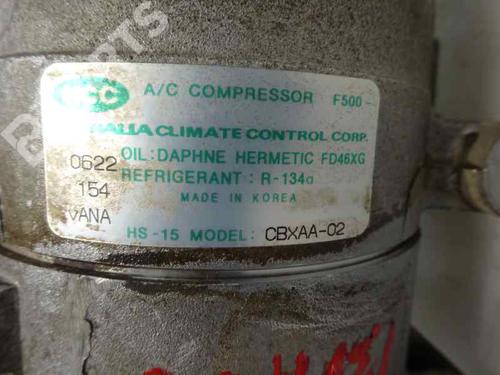 A/C COMPRESSOR F500-
CLIMATE CONTROL CORP.
OIL: DAPHNE HERMETIC FD46XG
0622
REFRIGERANT : R-134a
154
MADE IN KOREA
VANA
HS-15 MODEL: CBXAA-02